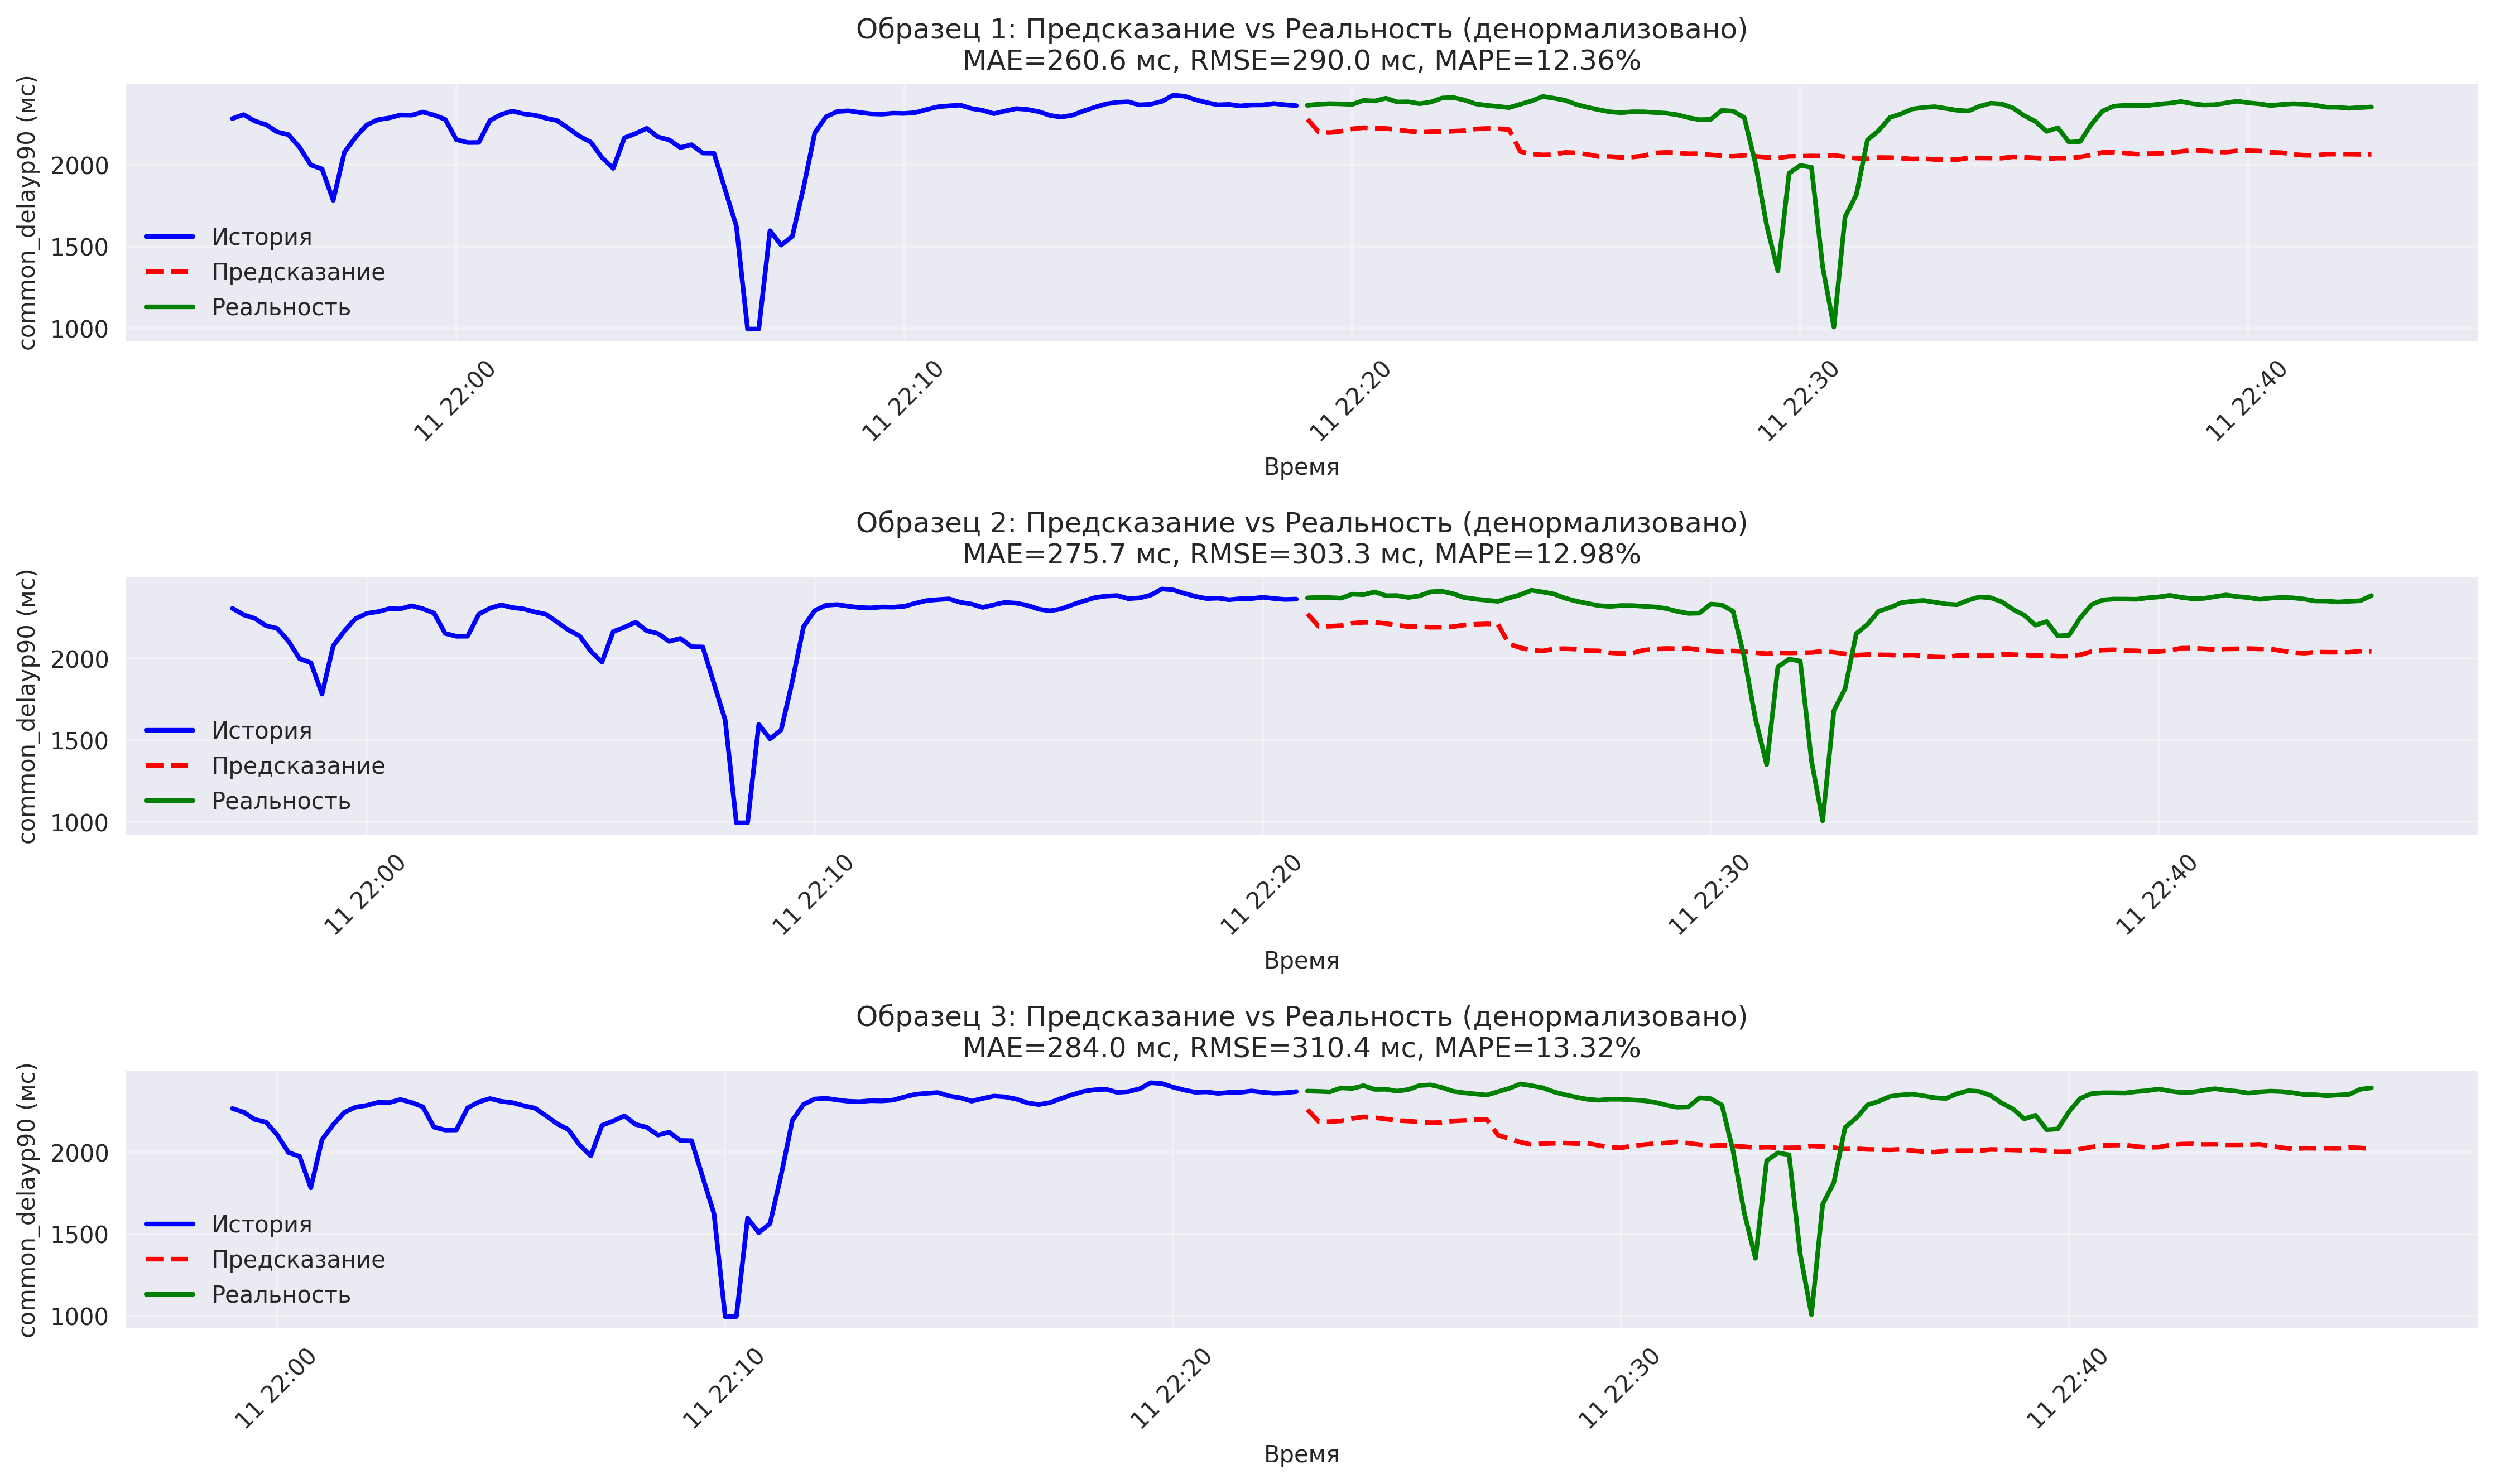 Образец 1: Предсказание vs Реальность (денормализовано)
MAE=260.6 мс, RMSE=290.0 мс, MAPE=12.36%
common_delayp90 (мс)
2000
1500
1000
История
Предсказание
Реальность
11 22:00
11 22:10
11 22:20
11 22:30
11 22:40
Время
Образец 2: Предсказание vs Реальность (денормализовано)
MAE=275.7 мс, RMSE=303.3 мс, MAPE=12.98%
common_delayp90 (мс)
2000
1500
1000
История
Предсказание
Реальность
11 22:00
11 22:10
11 22:20
11 22:30
11 22:40
Время
Образец 3: Предсказание vs Реальность (денормализовано)
MAE=284.0 мс, RMSE=310.4 мс, MAPE=13.32%
common_delayp90 (мс)
2000
1500
1000
История
Предсказание
Реальность
11 22:00
11 22:10
11 22:20
11 22:30
11 22:40
Время